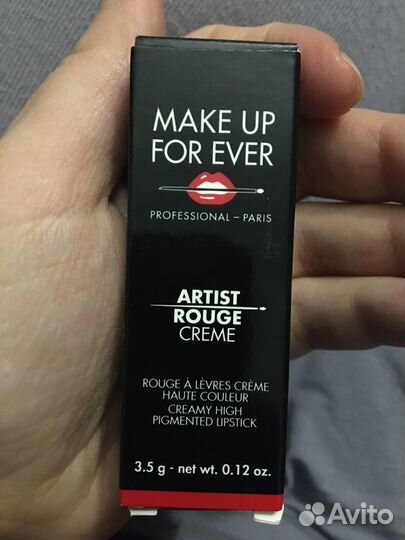 MAKE UP
FOR EVER
PROFESSIONAL – PARIS
ARTIST
ROUGE
CREME
ROUGE À LÈVRES CRÈME
HAUTE COULEUR
CREAMY HIGH
PIGMENTED LIPSTICK
3.5 g - net wt. 0.12 oz.
Avito